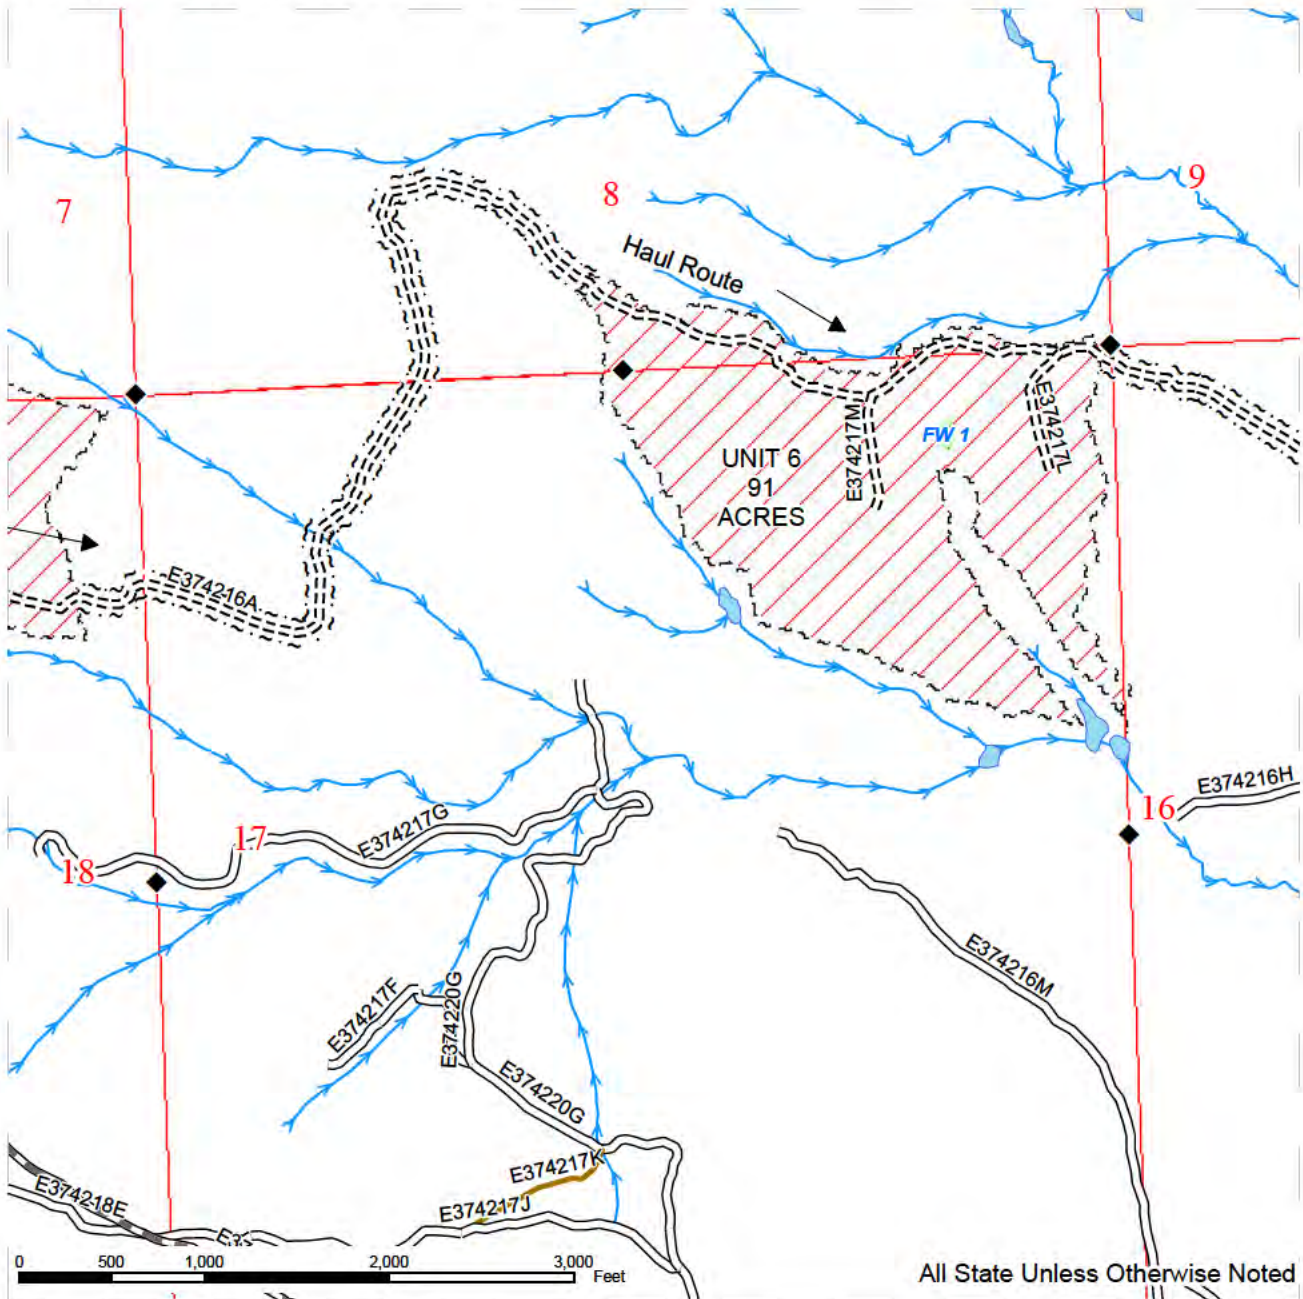 7
8
9
Haul Route
E374217M
E374217L
FW 1
UNIT 6
91
ACRES
E374216A
E374216H
16
E374217G
17
18
E374216M
E374217F
E374220G
E374220G
E374217K
E374217J
E374218E
0 500 1,000 2,000 3,000
Feet
All State Unless Otherwise Noted